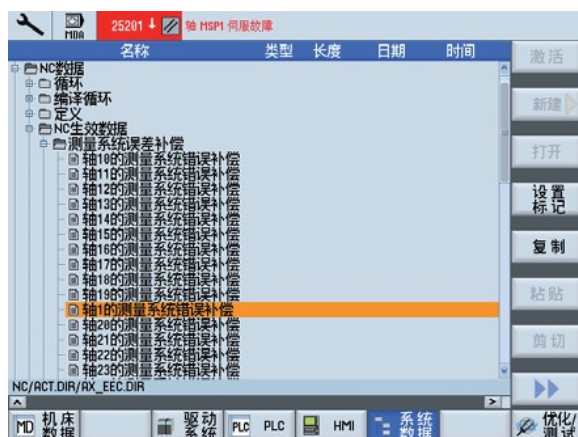 MDA
25201 ↓ 轴 MSP1 伺服故障
名称 类型 长度 日期 时间
NC数据
循环
编译循环
定义
NC生效数据
测量系统误差补偿
轴10的测量系统错误补偿
轴11的测量系统错误补偿
轴12的测量系统错误补偿
轴13的测量系统错误补偿
轴14的测量系统错误补偿
轴15的测量系统错误补偿
轴16的测量系统错误补偿
轴17的测量系统错误补偿
轴18的测量系统错误补偿
轴19的测量系统错误补偿
轴1的测量系统错误补偿
轴20的测量系统错误补偿
轴21的测量系统错误补偿
轴22的测量系统错误补偿
轴23的测量系统错误补偿
NC/ACT.DIR/AX_EEC.DIR
激活
新建
打开
设置
标记
复制
粘贴
剪切
MD 机床
数据
驱动
系统
PLC PLC
HMI
系统
数据
优化/
测试